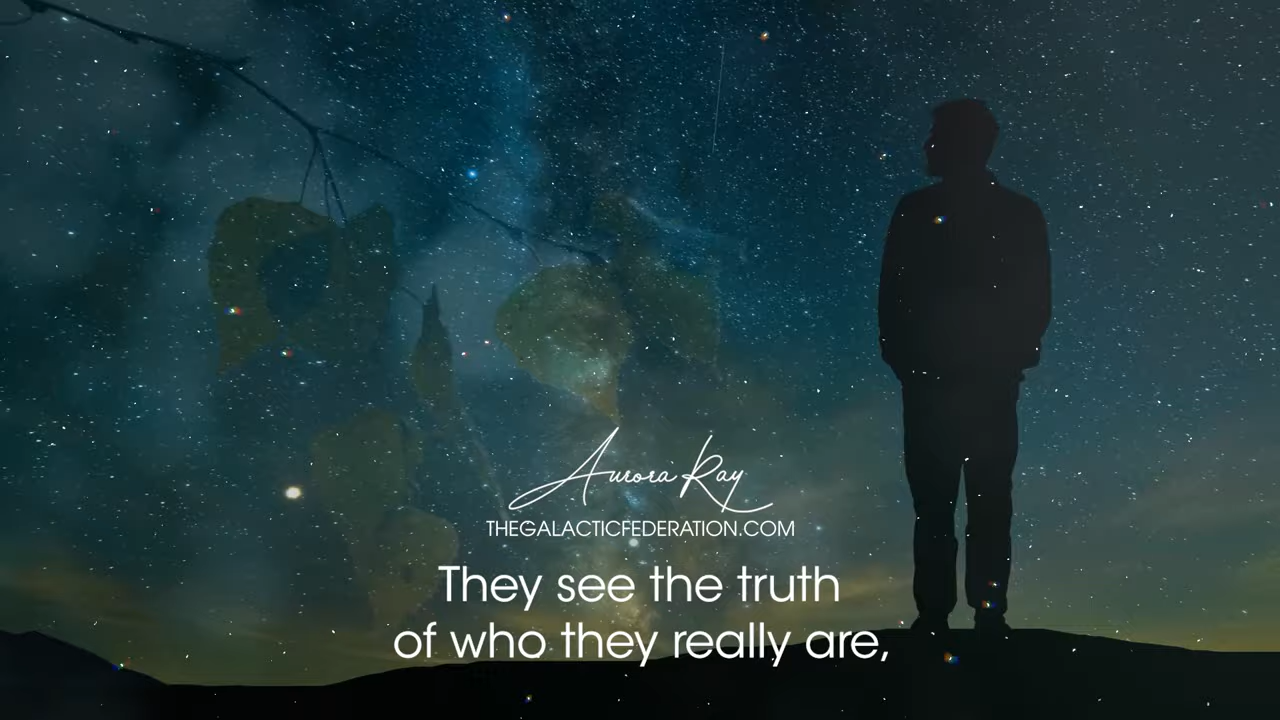 Aurora Ray
THEGALACTICFEDERATION.COM
They see the truth
of who they really are,